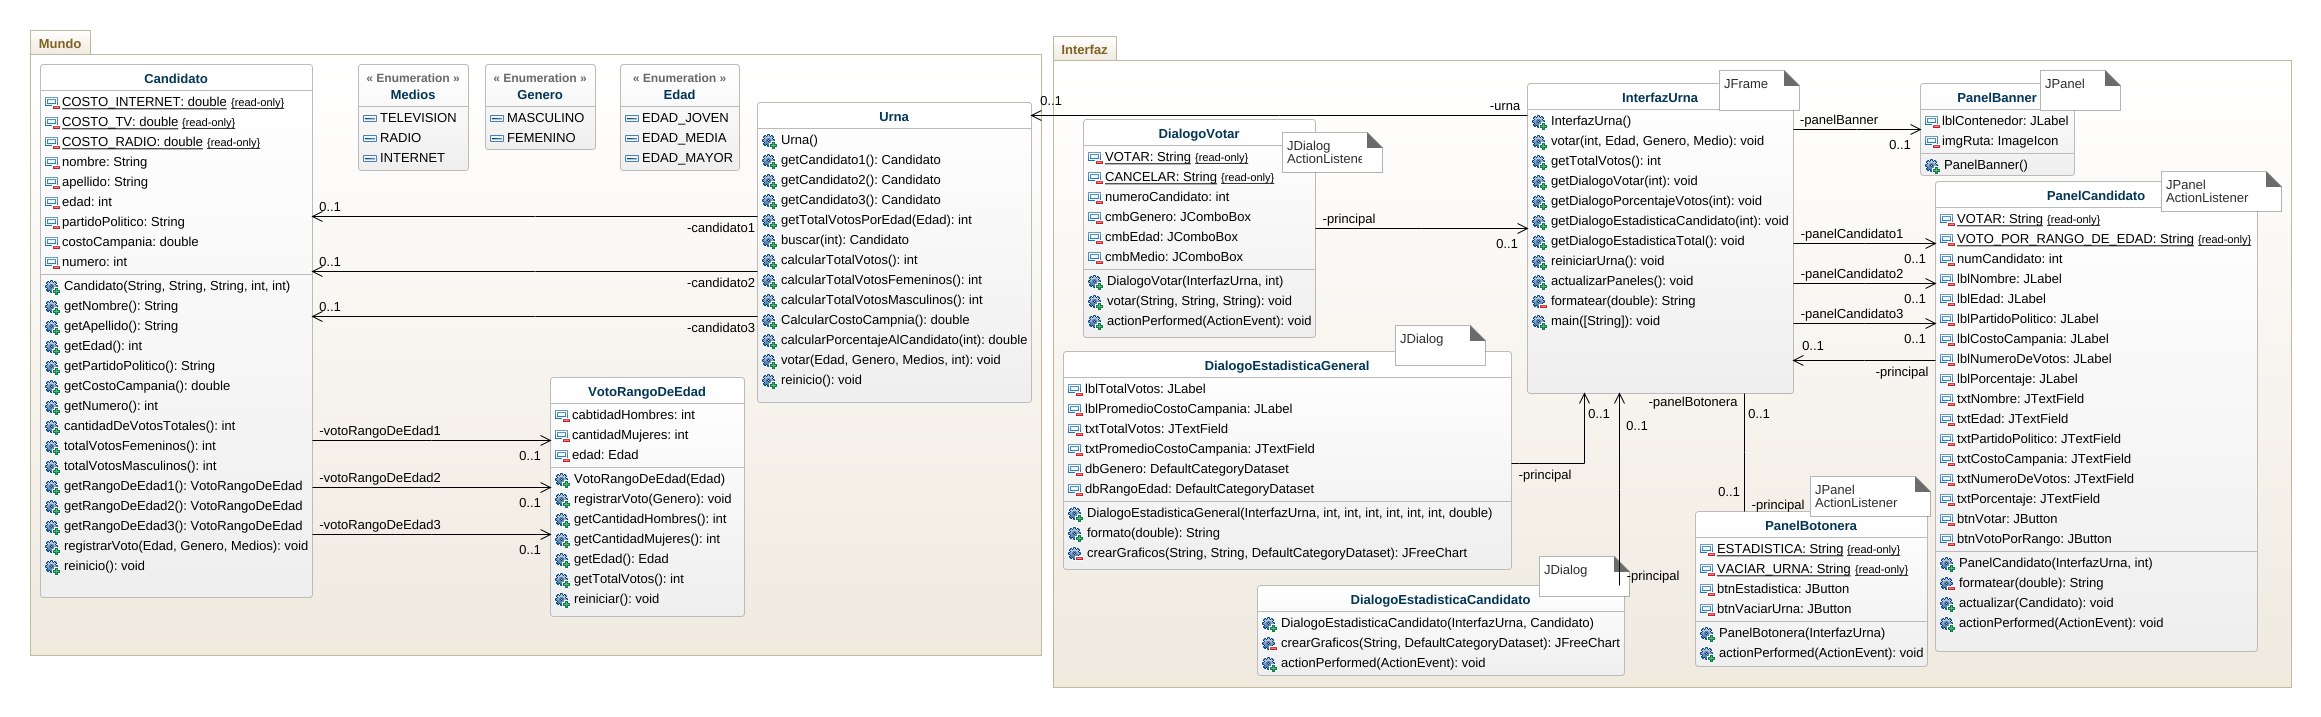 Mundo
Candidato
COSTO_INTERNET: double {read-only}
COSTO_TV: double {read-only}
COSTO_RADIO: double {read-only}
nombre: String
apellido: String
edad: int
partidoPolitico: String
costoCampania: double
numero: int
Candidato(String, String, String, int, int)
getNombre(): String
getApellido(): String
getEdad(): int
getPartidoPolitico(): String
getCostoCampania(): double
getNumero(): int
cantidadDeVotosTotales(): int
totalVotosFemeninos(): int
totalVotosMasculinos(): int
getRangoDeEdad1(): VotoRangoDeEdad
getRangoDeEdad2(): VotoRangoDeEdad
getRangoDeEdad3(): VotoRangoDeEdad
registrarVoto(Edad, Genero, Medios): void
reinicio(): void
« Enumeration »
Medios
TELEVISION
RADIO
INTERNET
« Enumeration »
Genero
MASCULINO
FEMENINO
« Enumeration »
Edad
EDAD_JOVEN
EDAD_MEDIA
EDAD_MAYOR
Urna
Urna()
getCandidato1(): Candidato
getCandidato2(): Candidato
getCandidato3(): Candidato
getTotalVotosPorEdad(Edad): int
buscar(int): Candidato
calcularTotalVotos(): int
calcularTotalVotosFemeninos(): int
calcularTotalVotosMasculinos(): int
CalcularCostoCampnia(): double
calcularPorcentajeAlCandidato(int): double
votar(Edad, Genero, Medios, int): void
reinicio(): void
0..1
-candidato1
0..1
-candidato2
0..1
-candidato3
VotoRangoDeEdad
cabtidadHombres: int
cantidadMujeres: int
edad: Edad
VotoRangoDeEdad(Edad)
registrarVoto(Genero): void
getCantidadHombres(): int
getCantidadMujeres(): int
getEdad(): Edad
getTotalVotos(): int
reiniciar(): void
-votoRangoDeEdad1
0..1
-votoRangoDeEdad2
0..1
-votoRangoDeEdad3
0..1
Interfaz
0..1
-urna
DialogoVotar
JDialog
ActionListene
VOTAR: String {read-only}
CANCELAR: String {read-only}
numeroCandidato: int
cmbGenero: JComboBox
cmbEdad: JComboBox
cmbMedio: JComboBox
DialogoVotar(InterfazUrna, int)
votar(String, String, String): void
actionPerformed(ActionEvent): void
-principal
0..1
InterfazUrna
JFrame
InterfazUrna()
votar(int, Edad, Genero, Medio): void
getTotalVotos(): int
getDialogoVotar(int): void
getDialogoPorcentajeVotos(int): void
getDialogoEstadisticaCandidato(int): void
getDialogoEstadisticaTotal(): void
reiniciarUrna(): void
actualizarPaneles(): void
formatear(double): String
main([String]): void
-panelBanner
0..1
PanelBanner
JPanel
lblContenedor: JLabel
imgRuta: ImageIcon
PanelBanner()
-panelCandidato1
0..1
-panelCandidato2
0..1
-panelCandidato3
0..1
0..1
-principal
PanelCandidato
JPanel
ActionListener
VOTAR: String {read-only}
VOTO_POR_RANGO_DE_EDAD: String {read-only}
numCandidato: int
lblNombre: JLabel
lblEdad: JLabel
lblPartidoPolitico: JLabel
lblCostoCampania: JLabel
lblNumeroDeVotos: JLabel
lblPorcentaje: JLabel
txtNombre: JTextField
txtEdad: JTextField
txtPartidoPolitico: JTextField
txtCostoCampania: JTextField
txtNumeroDeVotos: JTextField
txtPorcentaje: JTextField
btnVotar: JButton
btnVotoPorRango: JButton
PanelCandidato(InterfazUrna, int)
formatear(double): String
actualizar(Candidato): void
actionPerformed(ActionEvent): void
DialogoEstadisticaGeneral
JDialog
lblTotalVotos: JLabel
lblPromedioCostoCampania: JLabel
txtTotalVotos: JTextField
txtPromedioCostoCampania: JTextField
dbGenero: DefaultCategoryDataset
dbRangoEdad: DefaultCategoryDataset
DialogoEstadisticaGeneral(InterfazUrna, int, int, int, int, int, int, double)
formato(double): String
crearGraficos(String, String, DefaultCategoryDataset): JFreeChart
0..1
-principal
0..1
-principal
-panelBotonera
0..1
0..1
-principal
DialogoEstadisticaCandidato
JDialog
DialogoEstadisticaCandidato(InterfazUrna, Candidato)
crearGraficos(String, DefaultCategoryDataset): JFreeChart
actionPerformed(ActionEvent): void
PanelBotonera
JPanel
ActionListener
ESTADISTICA: String {read-only}
VACIAR_URNA: String {read-only}
btnEstadistica: JButton
btnVaciarUrna: JButton
PanelBotonera(InterfazUrna)
actionPerformed(ActionEvent): void